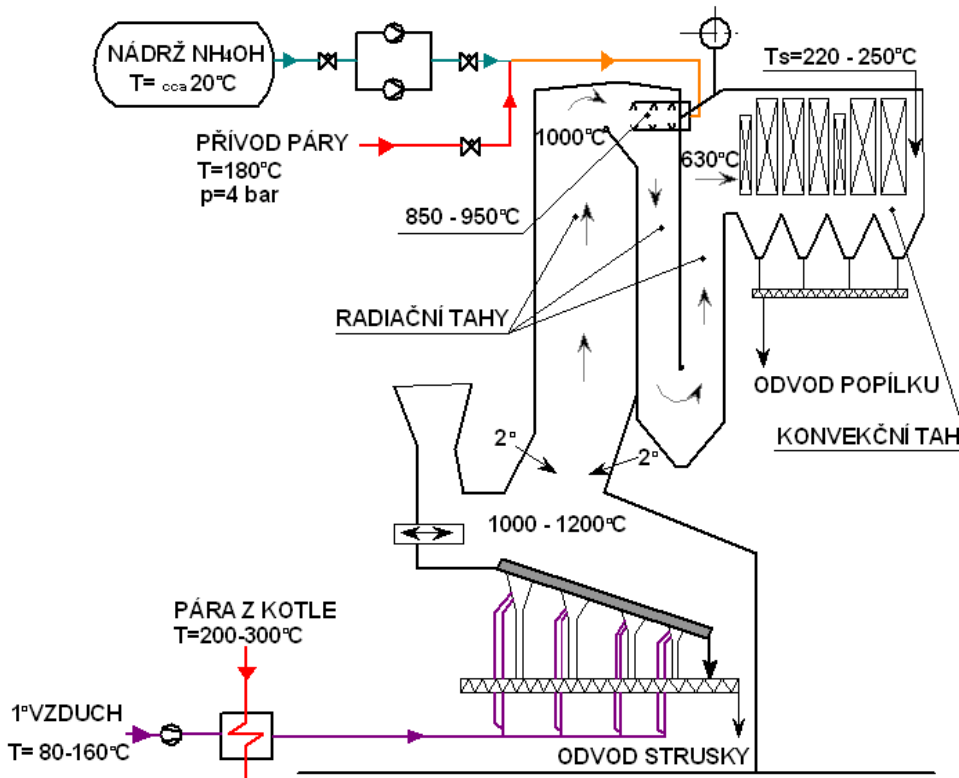 NÁDRŽ NH4OH
T= cca 20°C
Ts=220 - 250°C
PŘÍVOD PÁRY
T=180°C
p=4 bar
1000°C
630°C
850 - 950°C
RADIAČNÍ TAHY
ODVOD POPÍLKU
KONVEKČNÍ TAH
2°
2°
1000 - 1200°C
PÁRA Z KOTLE
T=200-300°C
1°VZDUCH
T= 80-160°C
ODVOD STRUSKY